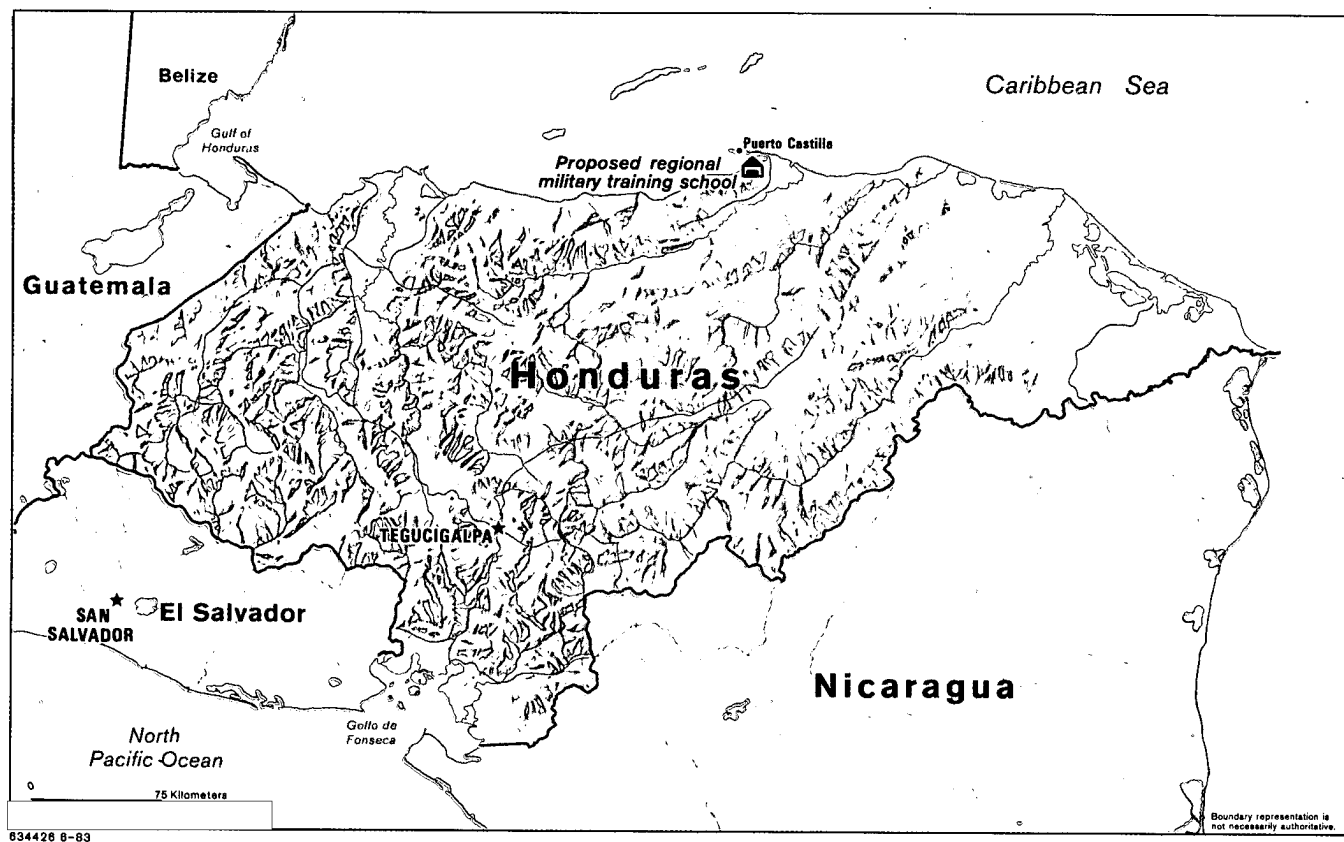 Belize
Caribbean Sea
Gulf of
Honduras
Puerto Castilla
Proposed regional
military training school
Guatemala
Honduras
TEGUCIGALPA
SAN
SALVADOR
El Salvador
Nicaragua
Golfo de
Fonseca
North
Pacific Ocean
0
75 Kilometers
Boundary representation is
not necessarily authoritative.
634426 8-83